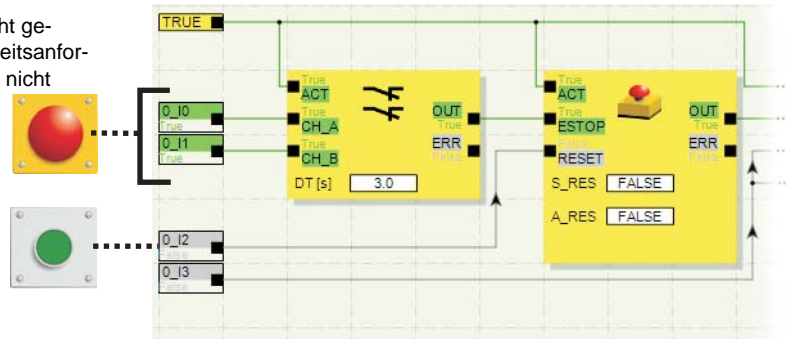 ht ge-
eitsanfor-
nicht
TRUE
0_I0
True
0_I1
True
0_I2
False
0_I3
False
True
ACT
True
CH_A
True
CH_B
OUT
True
ERR
False
DT [s] 3.0
True
ACT
True
ESTOP
False
RESET
OUT
True
ERR
False
S_RES FALSE
A_RES FALSE